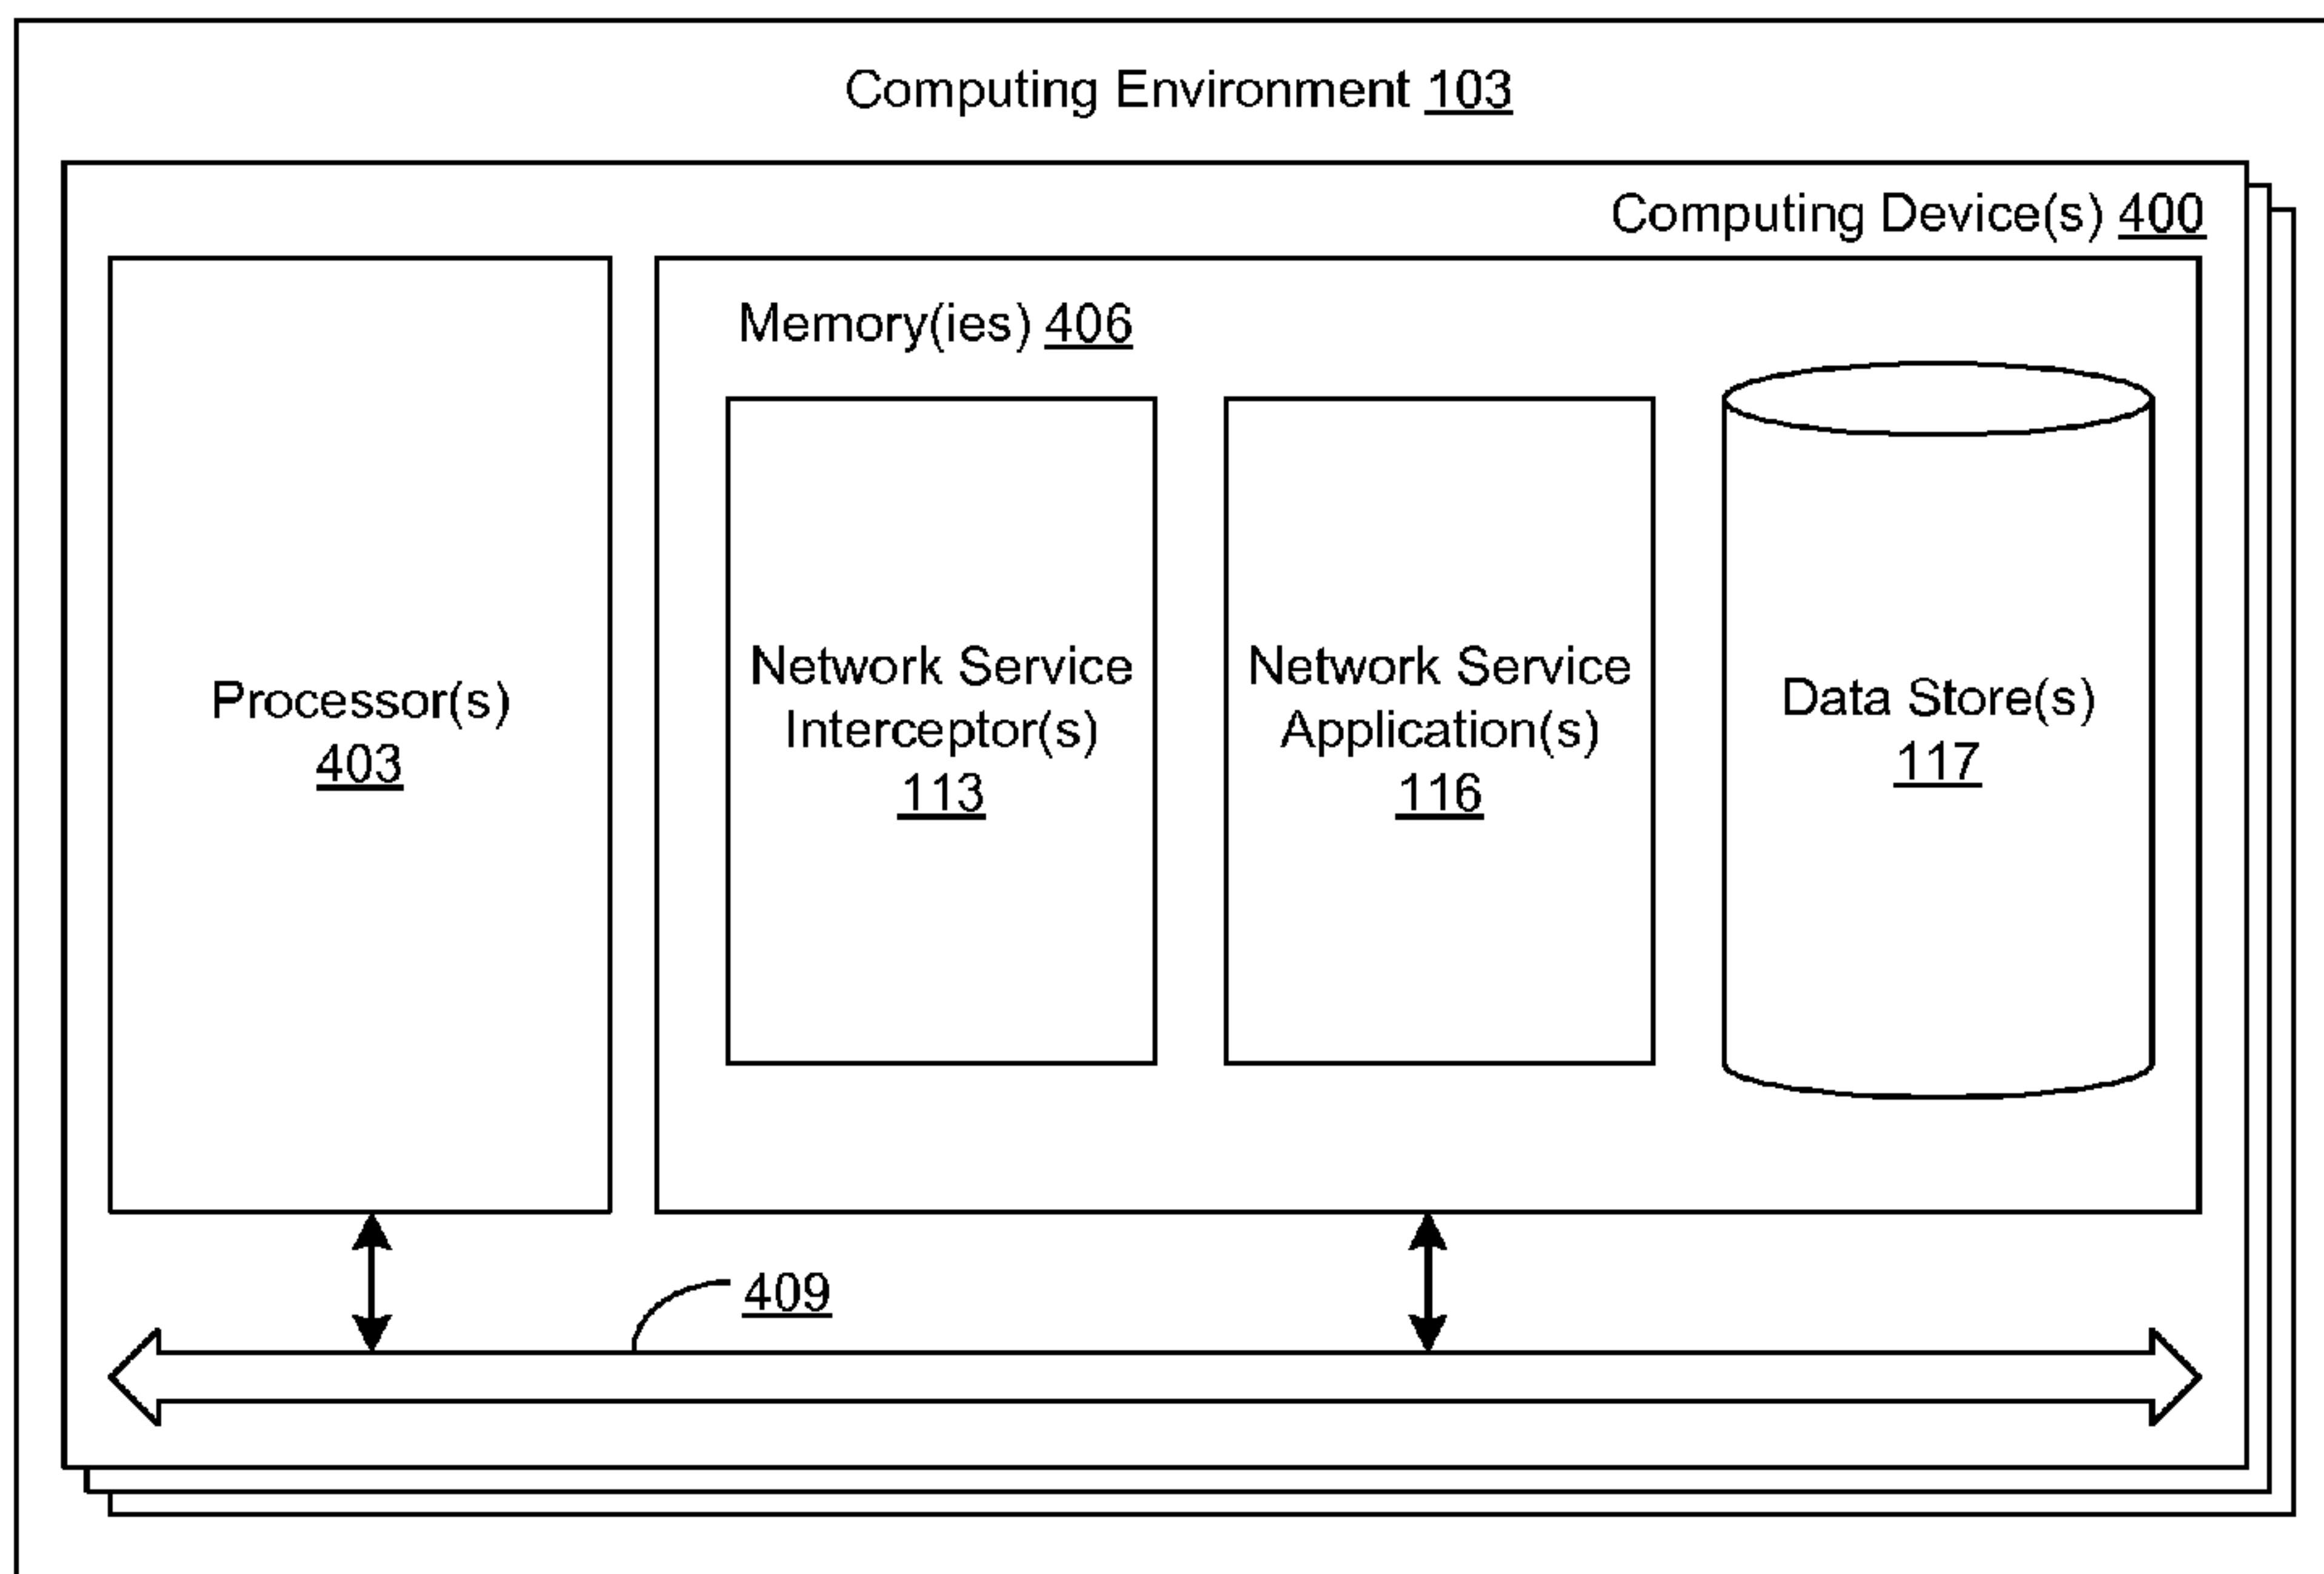 Computing Environment 103
Computing Device(s) 400
Memory(ies) 406
Processor(s)
403
Network Service
Interceptor(s)
113
Network Service
Application(s)
116
Data Store(s)
117
409